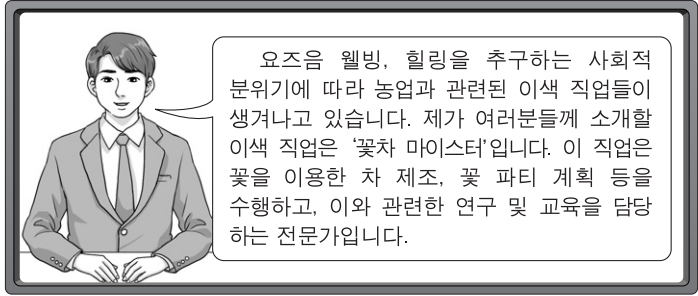 요즈음 웰빙, 힐링을 추구하는 사회적
분위기에 따라 농업과 관련된 이색 직업들이
생겨나고 있습니다. 제가 여러분들께 소개할
이색 직업은 ‘꽃차 마이스터’입니다. 이 직업은
꽃을 이용한 차 제조, 꽃 파티 계획 등을
수행하고, 이와 관련한 연구 및 교육을 담당
하는 전문가입니다.